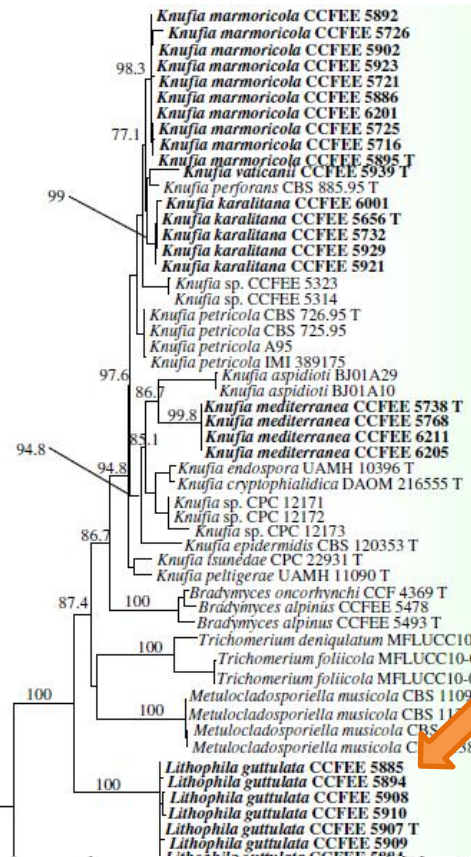 Knufia marmoricola CCFEE 5892
Knufia marmoricola CCFEE 5726
Knufia marmoricola CCFEE 5902
Knufia marmoricola CCFEE 5923
98.3
Knufia marmoricola CCFEE 5721
Knufia marmoricola CCFEE 5886
Knufia marmoricola CCFEE 6201
Knufia marmoricola CCFEE 5725
77.1
Knufia marmoricola CCFEE 5716
Knufia marmoricola CCFEE 5895 T
Knufia vaticanii CCFEE 5939 T
Knufia perforans CBS 885.95 T
99
Knufia karalitana CCFEE 6001
Knufia karalitana CCFEE 5656 T
Knufia karalitana CCFEE 5732
Knufia karalitana CCFEE 5929
Knufia karalitana CCFEE 5921
Knufia sp. CCFEE 5323
Knufia sp. CCFEE 5314
Knufia petricola CBS 726.95 T
Knufia petricola CBS 725.95
Knufia petricola A95
Knufia petricola IMI 389175
97.6
Knufia aspidioti BJ01A29
86.7
Knufia aspidioti BJ01A10
99.8
Knufia mediterranea CCFEE 5738 T
Knufia mediterranea CCFEE 5768
Knufia mediterranea CCFEE 6211
85.1
Knufia mediterranea CCFEE 6205
94.8
94.8
Knufia endospora UAMH 10396 T
Knufia cryptophialidica DAOM 216555 T
Knufia sp. CPC 12171
Knufia sp. CPC 12172
Knufia sp. CPC 12173
86.7
Knufia epidermidis CBS 120353 T
Knufia tsunedae CPC 22931 T
Knufia peltigerae UAMH 11090 T
87.4
100
Bradymyces oncorhynchi CCF 4369 T
Bradymyces alpinus CCFEE 5478
Bradymyces alpinus CCFEE 5493 T
100
Trichomerium deniqulatum MFLUCC10
Trichomerium foliicola MFLUCC10-
Trichomerium foliicola MFLUCC10-
100
100
Metulocladosporiella musicola CBS 1109
Metulocladosporiella musicola CBS
Metulocladosporiella musicola CBS
Metulocladosporiella musicola
100
Lithophila guttulata CCFEE 5885
Lithophila guttulata CCFEE 5894
Lithophila guttulata CCFEE 5908
Lithophila guttulata CCFEE 5910
Lithophila guttulata CCFEE 5907 T
Lithophila guttulata CCFEE 5909